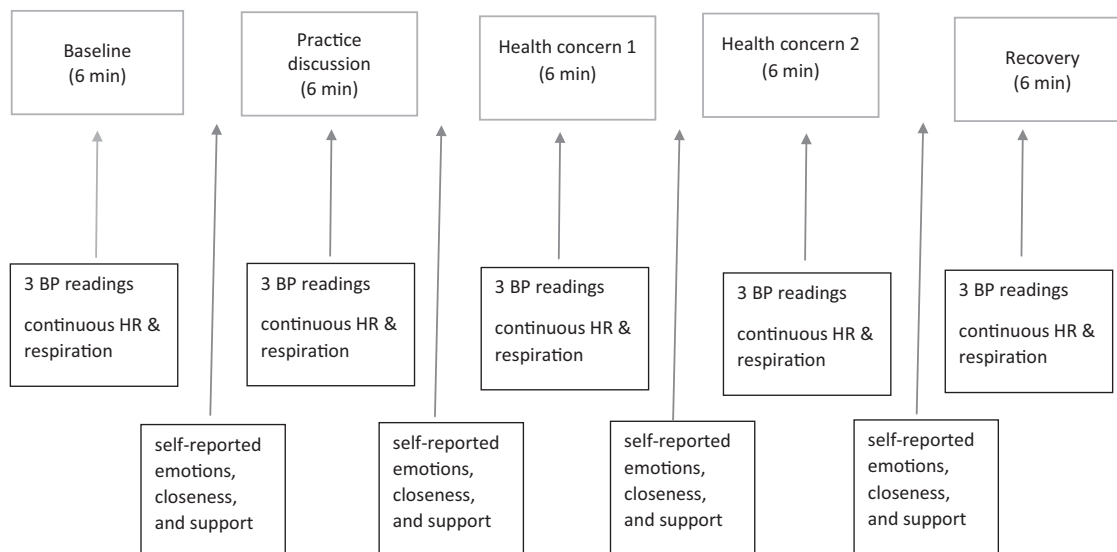 Baseline
(6 min)
Practice
discussion
(6 min)
Health concern 1
(6 min)
Health concern 2
(6 min)
Recovery
(6 min)
3 BP readings
continuous HR &
respiration
3 BP readings
continuous HR &
respiration
3 BP readings
continuous HR &
respiration
3 BP readings
continuous HR &
respiration
3 BP readings
continuous HR &
respiration
self-reported
emotions,
closeness,
and support
self-reported
emotions,
closeness,
and support
self-reported
emotions,
closeness,
and support
self-reported
emotions,
closeness,
and support